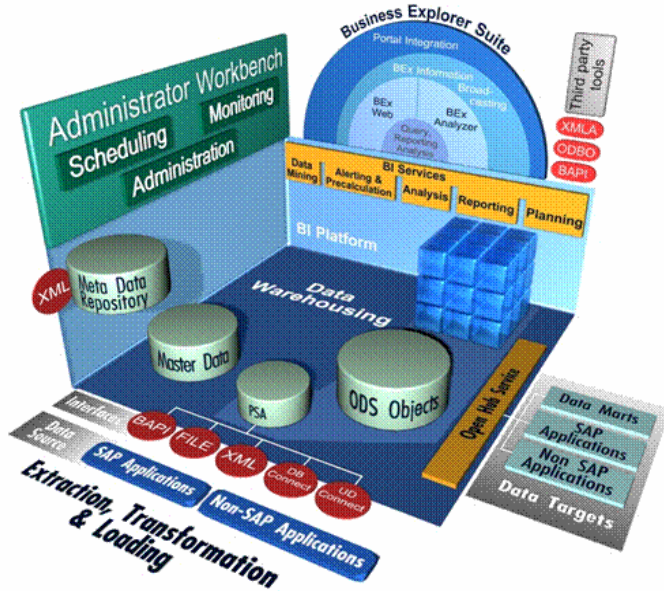 Business Explorer Suite
Portal Integration
BEx Information
Broad-
casting
BEx
Web
BEx
Analyzer
Query,
Reporting
Analysis
Third party
tools
XMLA
ODBO
BAPI
Administrator Workbench
Scheduling
Monitoring
Administration
BI Services
Data
Mining
Alerting &
Precalculation
Analysis
Reporting
Planning
BI Platform
XML
Meta Data
Repository
Data
Warehousing
Master Data
PSA
ODS Objects
Open Hub Service
Interfaces
BAPI
FILE
XML
DB
Connect
UD
Connect
Data
Source
SAP Applications
Non-SAP Applications
Extraction, Transformation
& Loading
Data Marts
SAP
Applications
Non SAP
Applications
Data Targets